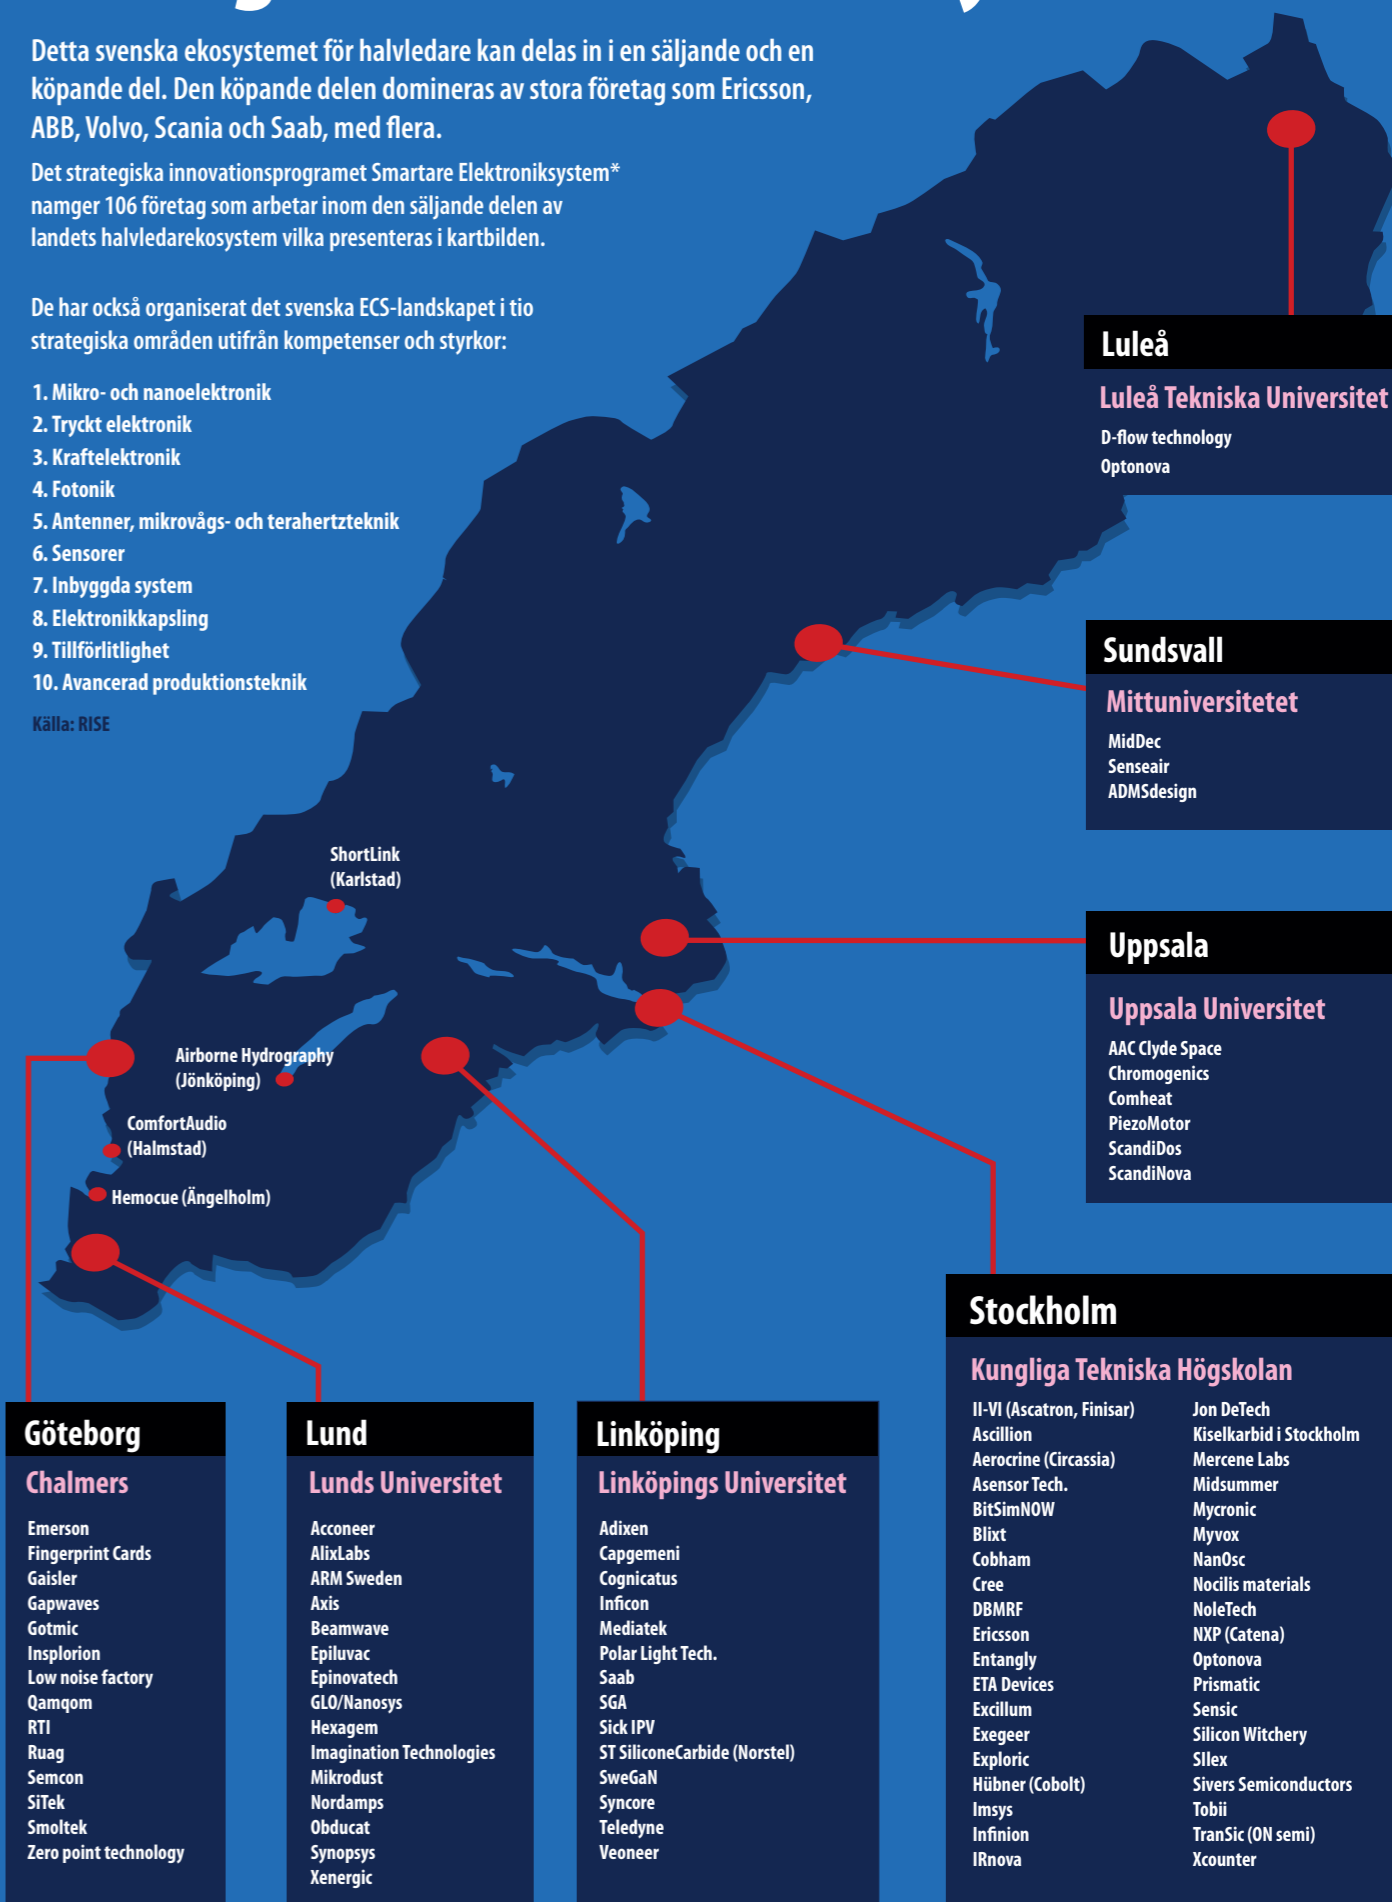 Detta svenska ekosystemet för halvledare kan delas in i en säljande och en
köpande del. Den köpande delen domineras av stora företag som Ericsson,
ABB, Volvo, Scania och Saab, med flera.
Det strategiska innovationsprogramet Smartare Elektroniksystem*
namger 106 företag som arbetar inom den säljande delen av
landets halvledarekosystem vilka presenteras i kartbilden.
De har också organiserat det svenska ECS-landskapet i tio
strategiska områden utifrån kompetenser och styrkor:
1. Mikro- och nanoelektronik
2. Tryckt elektronik
3. Kraftelektronik
4. Fotonik
5. Antenner, mikrovågs- och terahertzteknik
6. Sensorer
7. Inbyggda system
8. Elektronikkapsling
9. Tillförlitlighet
10. Avancerad produktionsteknik
Källa: RISE
Luleå
Luleå Tekniska Universitet
D-flow technology
Optonova
Sundsvall
Mittuniversitetet
MidDec
Senseair
ADMSdesign
ShortLink
(Karlstad)
Airborne Hydrography
(Jönköping)
ComfortAudio
(Halmstad)
Hemocue (Ängelholm)
Uppsala
Uppsala Universitet
AAC Clyde Space
Chromogenics
Comheat
PiezoMotor
ScandiDos
ScandiNova
Göteborg
Chalmers
Emerson
Fingerprint Cards
Gaisler
Gapwaves
Gotmic
Insplorion
Low noise factory
Qamqom
RTI
Ruag
Semcon
SiTek
Smoltek
Zero point technology
Lund
Lunds Universitet
Acconeer
AlixLabs
ARM Sweden
Axis
Beamwave
Epiluvac
Epinovatech
GLO/Nanosys
Hexagem
Imagination Technologies
Mikrodust
Nordamps
Obducat
Synopsys
Xenergic
Linköping
Linköpings Universitet
Adixen
Capgemeni
Cognicatus
Inficon
Mediatek
Polar Light Tech.
Saab
SGA
Sick IPV
ST SiliconeCarbide (Norstel)
SweGaN
Syncore
Teledyne
Veoneer
Stockholm
Kungliga Tekniska Högskolan
II-VI (Ascatron, Finisar)
Ascillion
Aerocrine (Circassia)
Asensor Tech.
BitSimNOW
Blixt
Cobham
Cree
DBMRF
Ericsson
Entangly
ETA Devices
Excillum
Exegeer
Exploric
Hübner (Cobolt)
Imsys
Infinion
IRnova
Jon DeTech
Kiselkarbid i Stockholm
Mercene Labs
Midsummer
Mycronic
Myvox
NanOsc
Nocilis materials
NoleTech
NXP (Catena)
Optonova
Prismatic
Sensic
Silicon Witchery
SIlex
Sivers Semiconductors
Tobii
TranSic (ON semi)
Xcounter